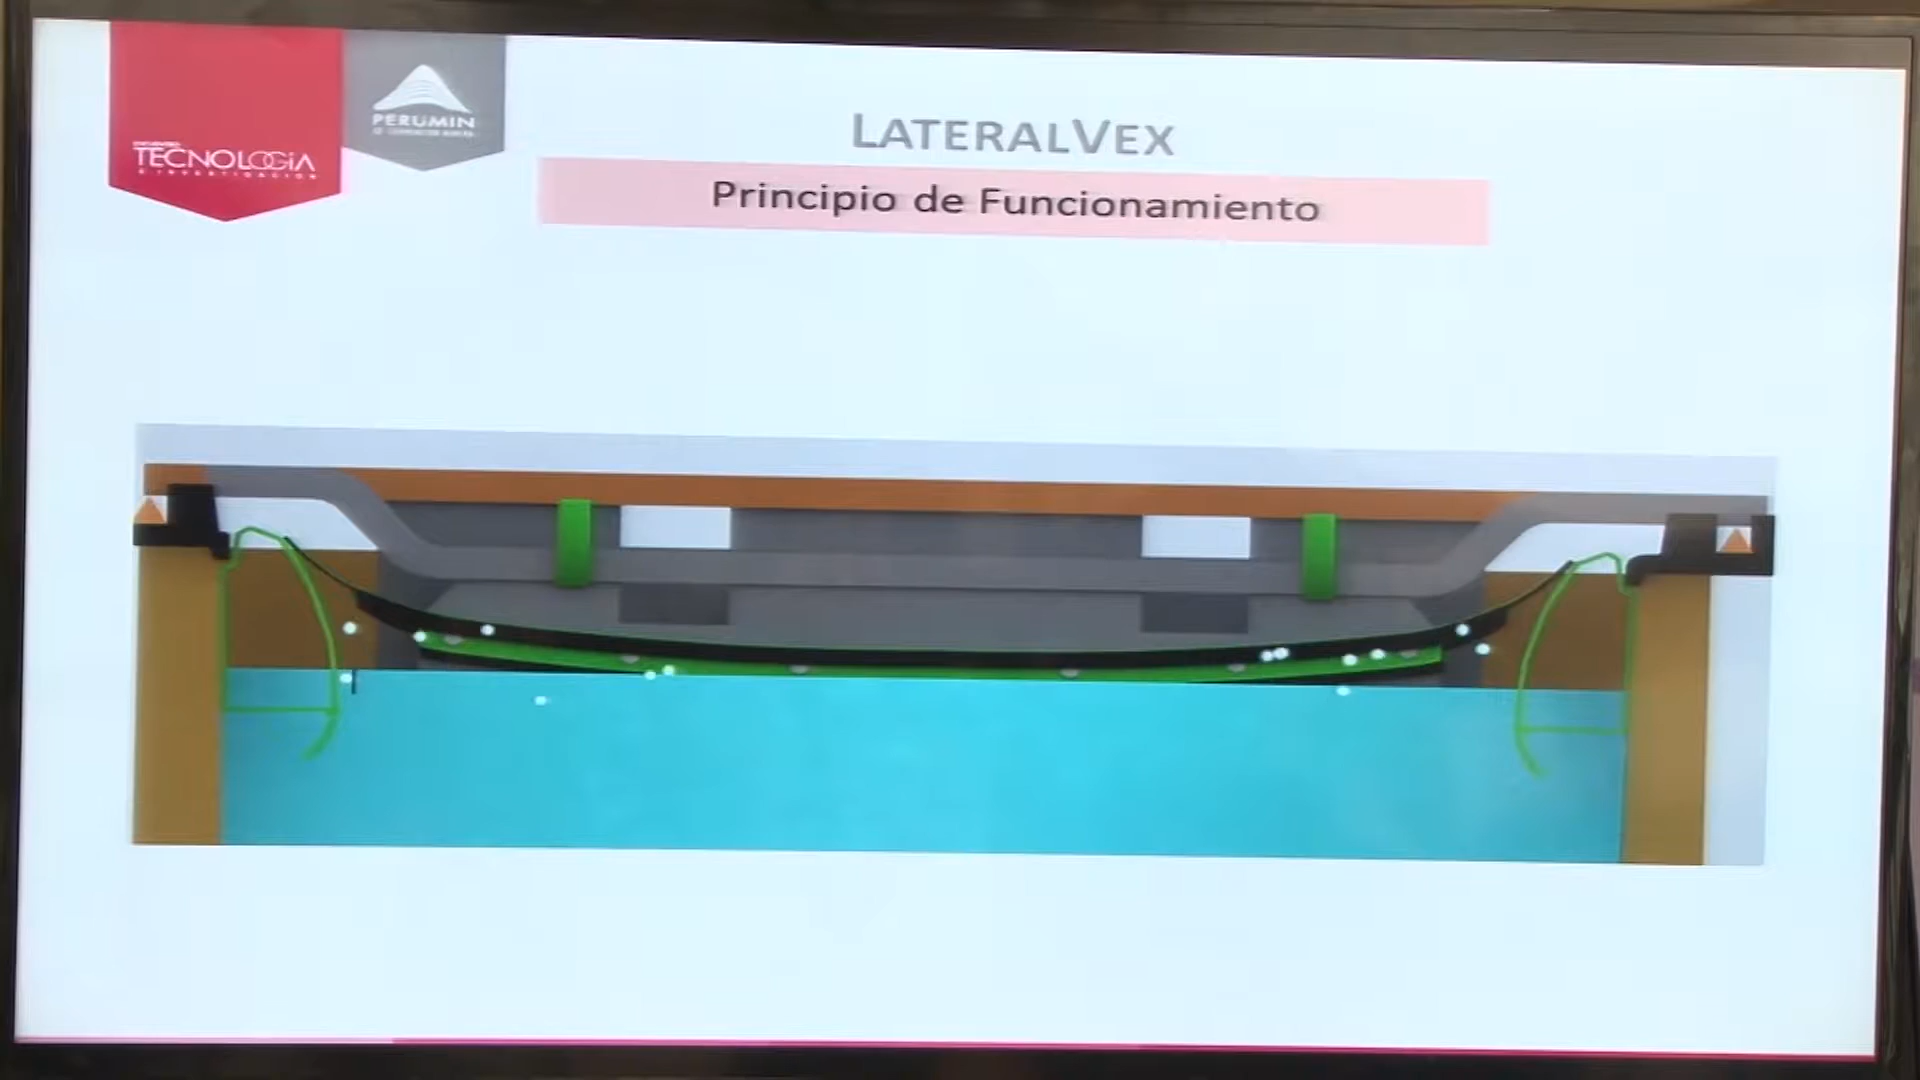 TECNOLOGÍA
PERUMIN
LATERALVEX
Principio de Funcionamiento